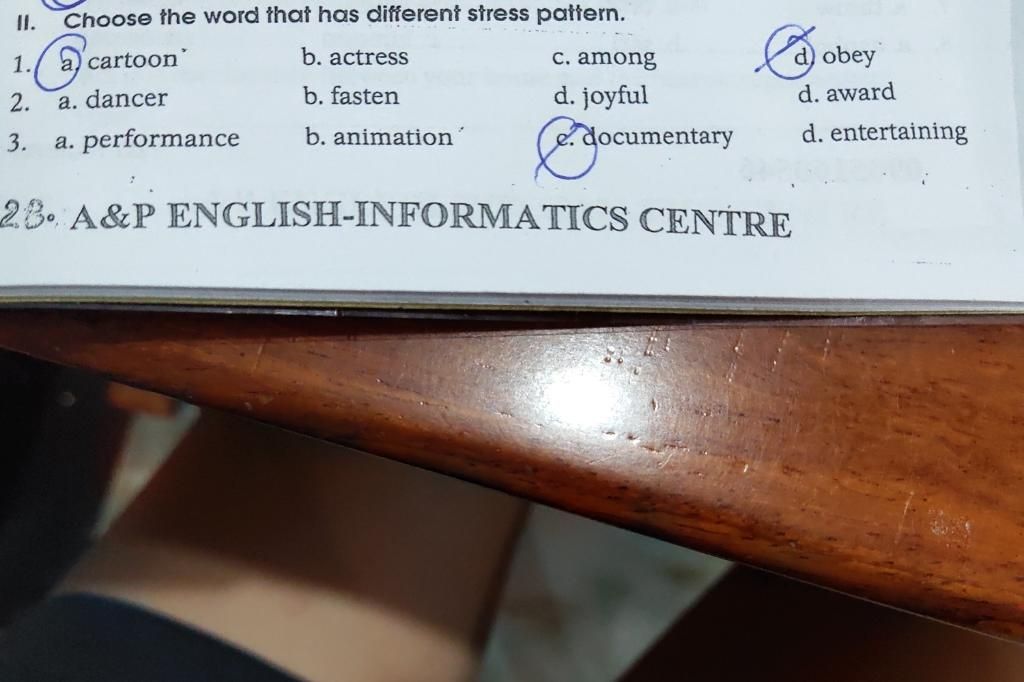 II. Choose the word that has different stress pattern.
1. a. cartoon b. actress c. among d. obey
2. a. dancer b. fasten d. joyful d. award
3. a. performance b. animation c. documentary d. entertaining
28. A&P ENGLISH-INFORMATICS CENTRE